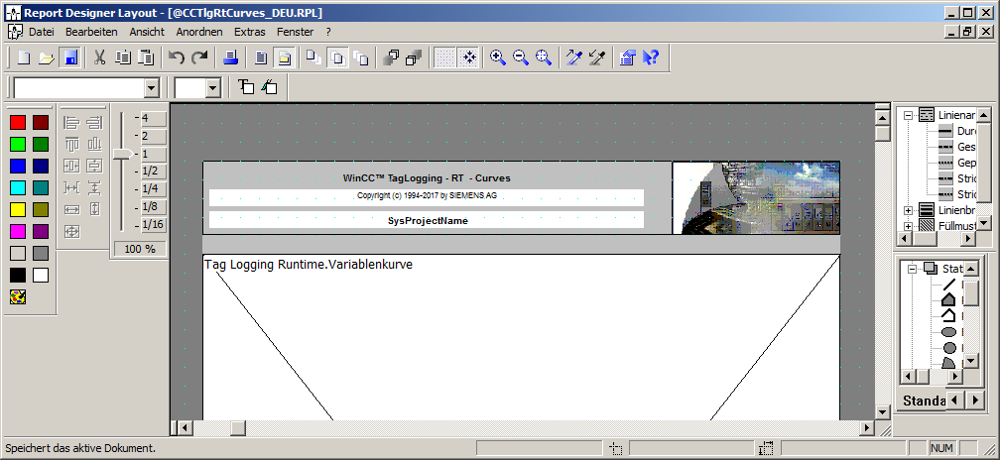 Report Designer Layout - [@CCTlgRtCurves_DEU.RPL]
Datei Bearbeiten Ansicht Anordnen Extras Fenster ?
4
2
1
1/2
1/4
1/8
1/16
100 %
WinCC™ TagLogging - RT - Curves
Copyright (c) 1994-2017 by SIEMENS AG
SysProjectName
Tag Logging Runtime.Variablenkurve
Linienar
Durc
Ges
Gep
Stric
Stric
Linienbr
Füllmust
Stat
Standa
Speichert das aktive Dokument.
NUM